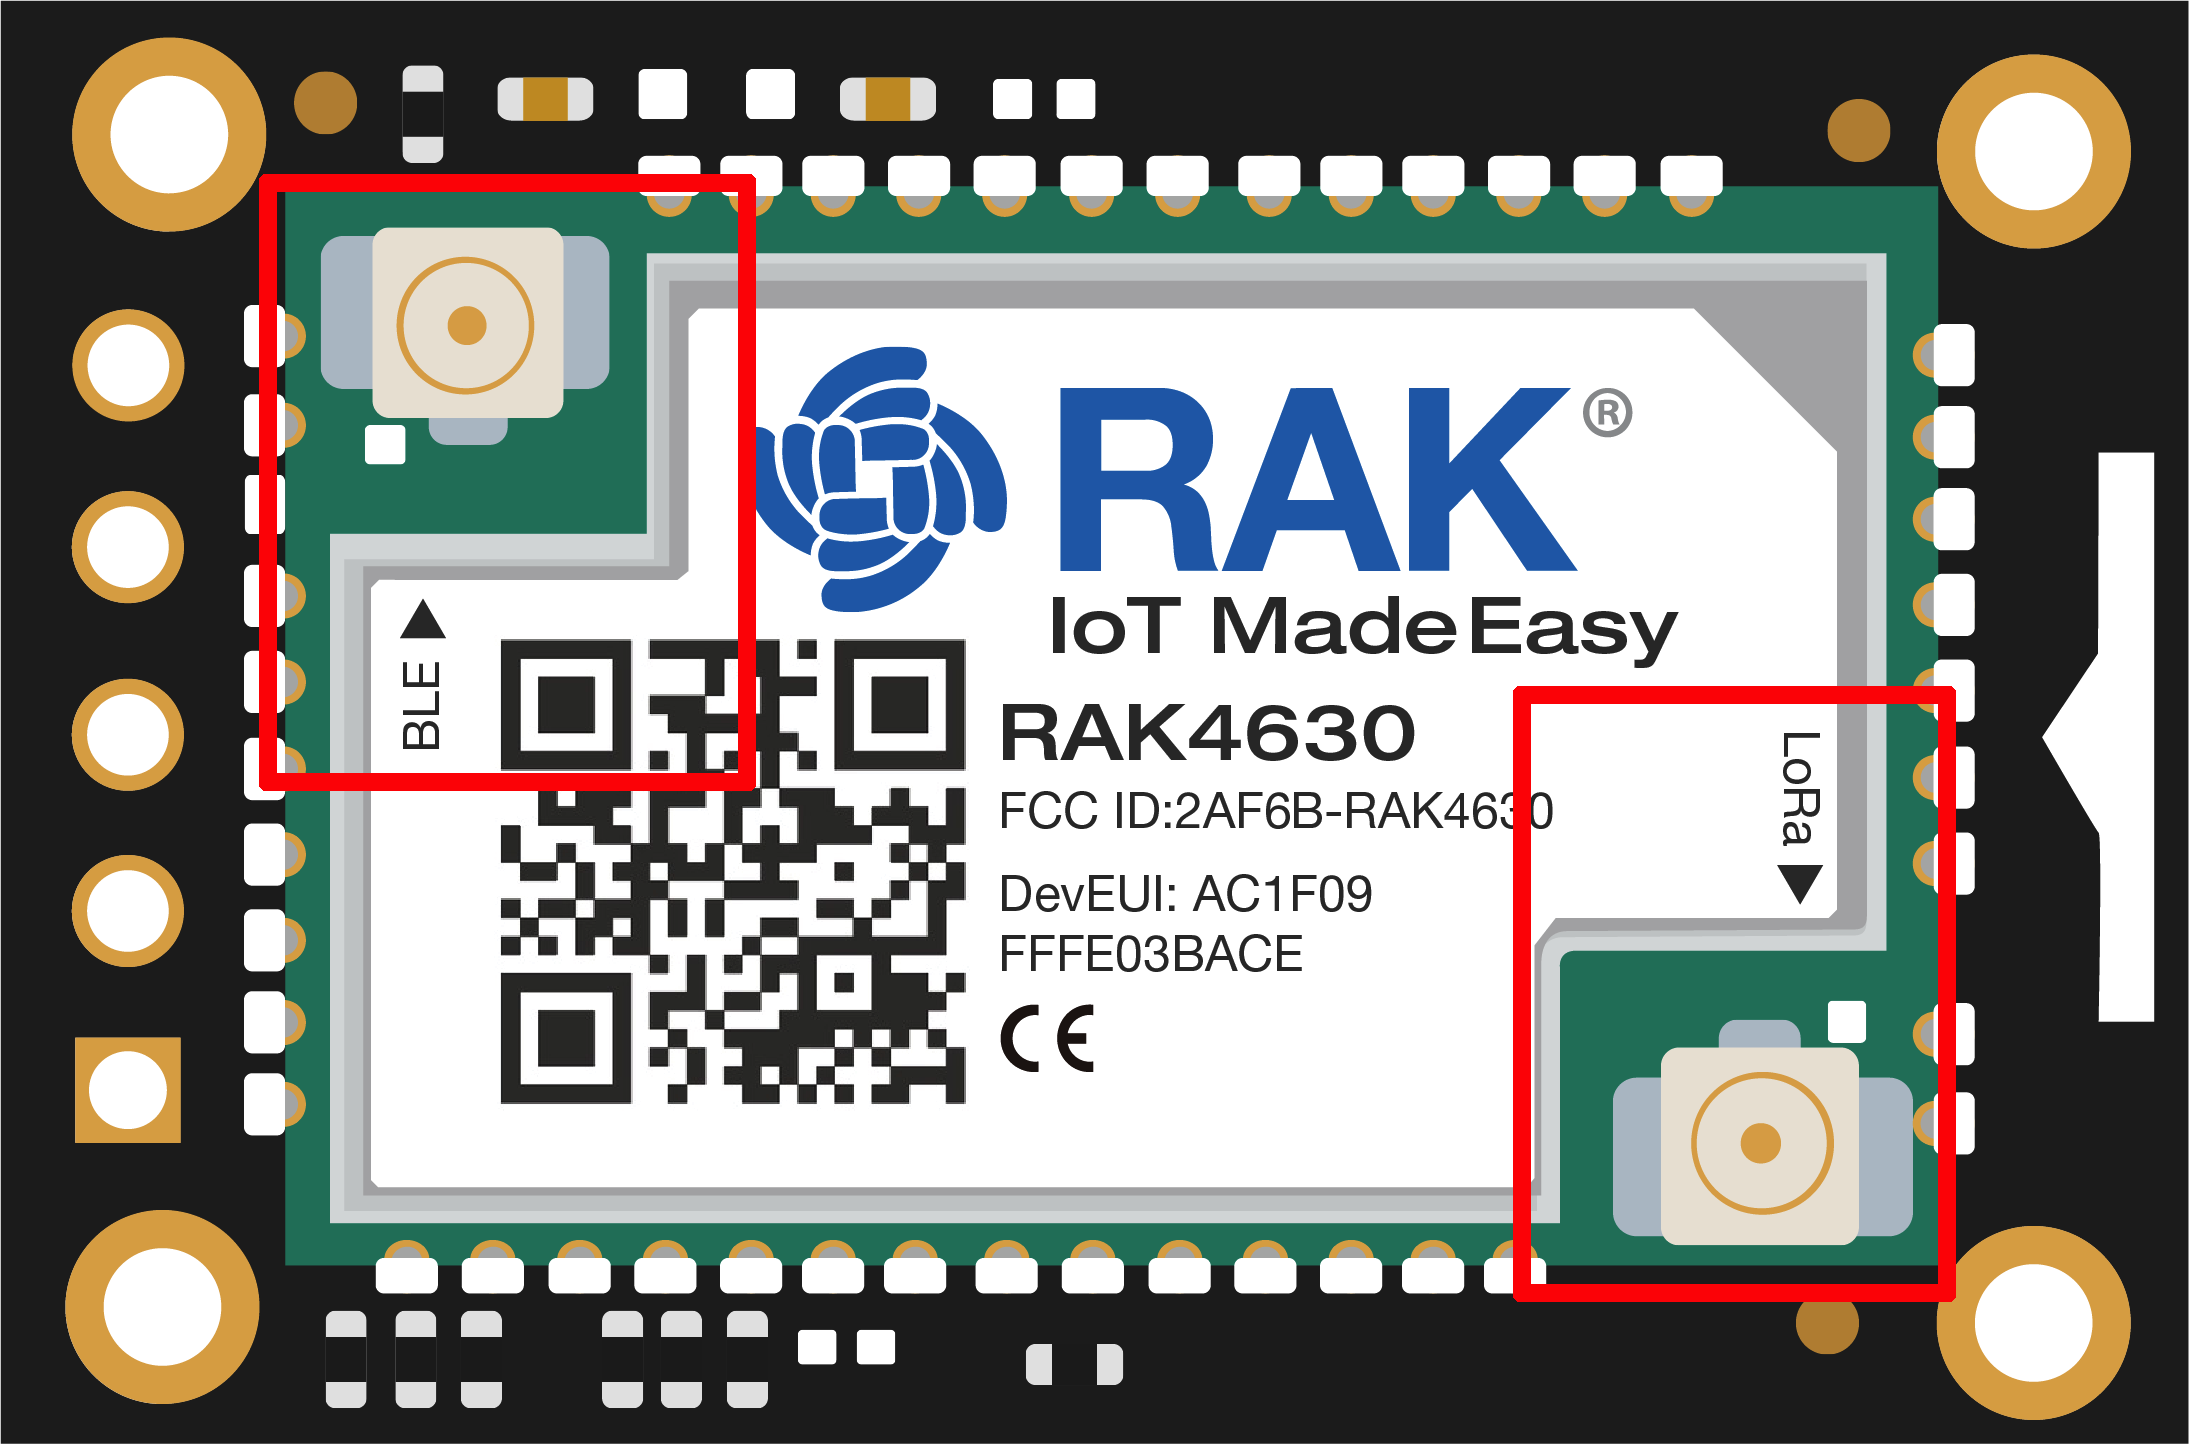 RAK®
IoT Made Easy
BLE
RAK4630
LoRa
FCC ID:2AF6B-RAK4630
DevEUI: AC1F09
FFFE03BACE
CE